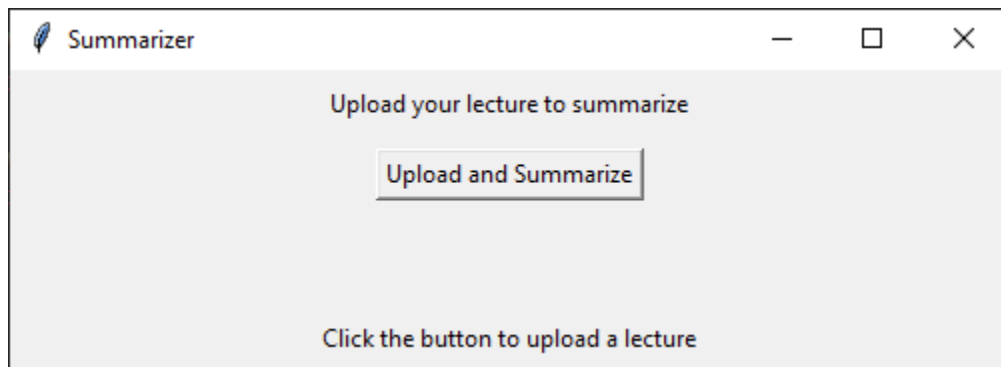 Summarizer
Upload your lecture to summarize
Upload and Summarize
Click the button to upload a lecture